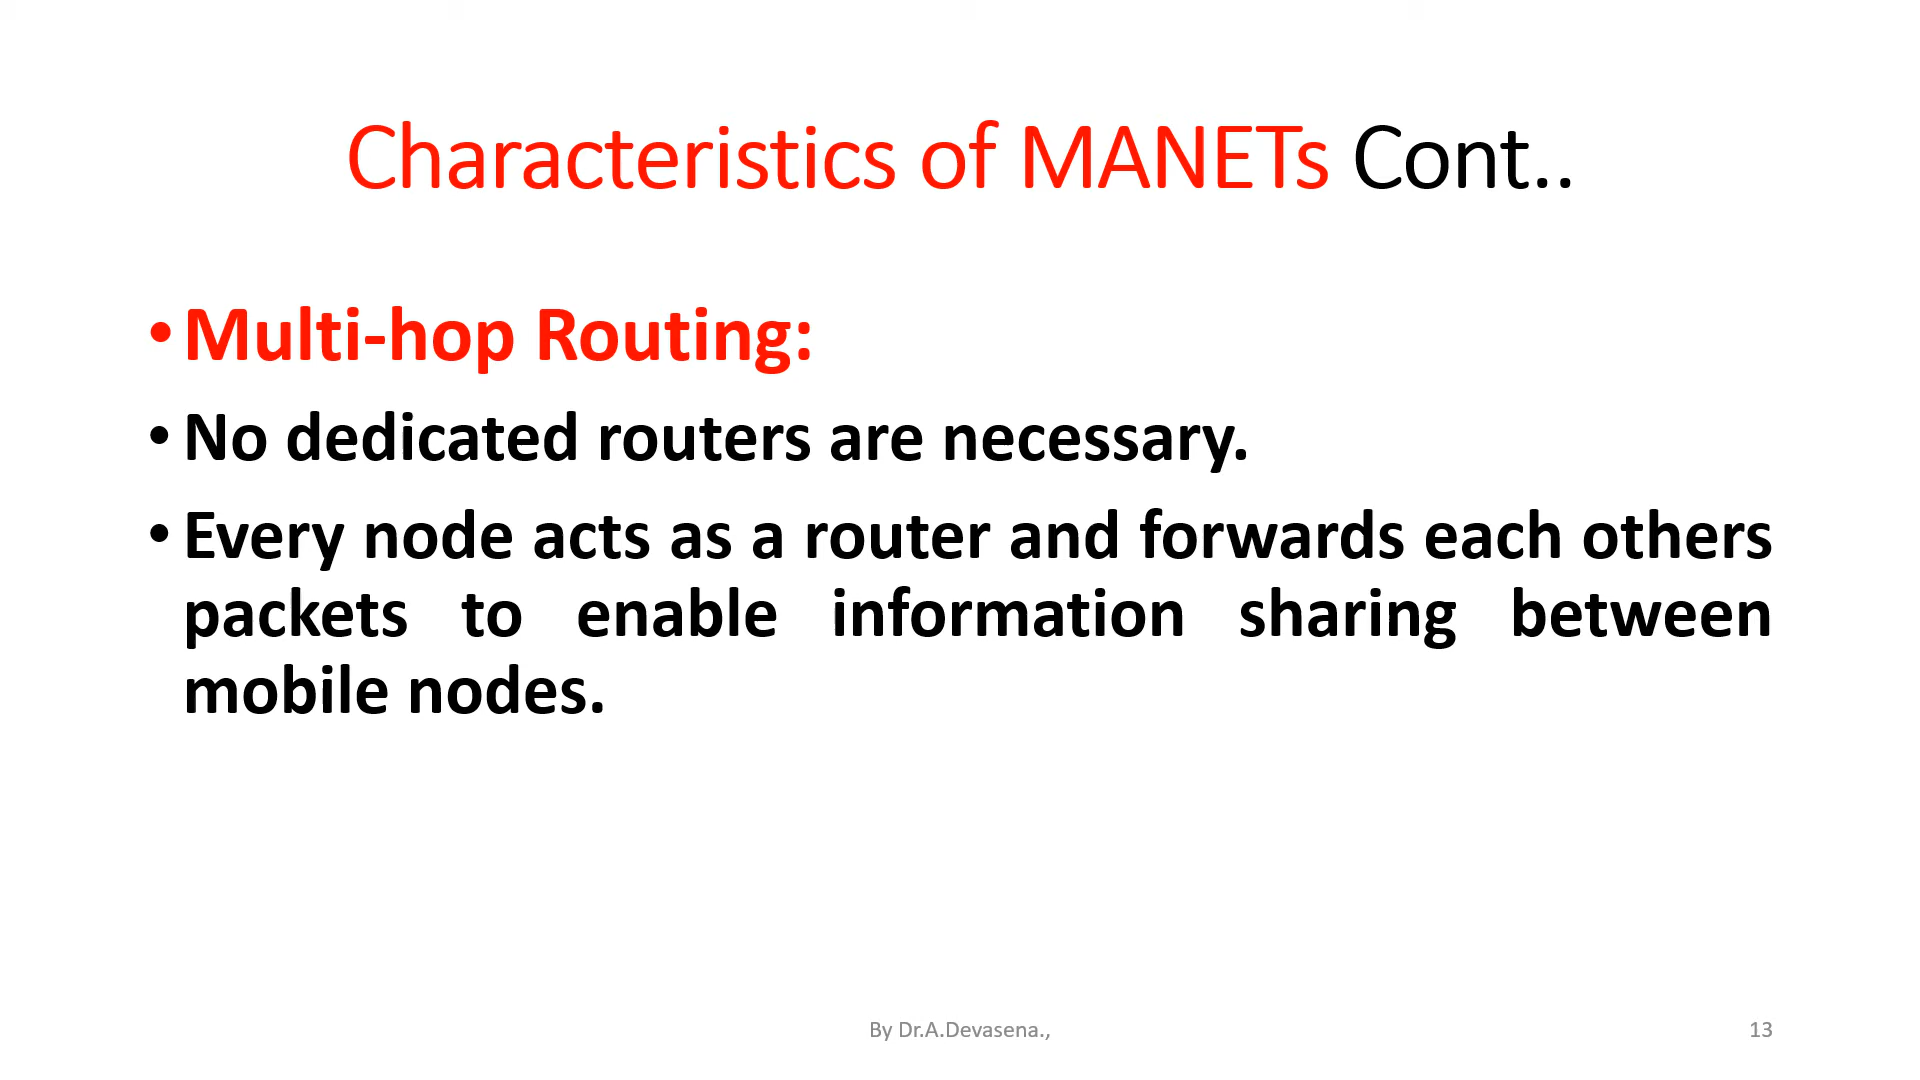 Characteristics of MANETs Cont..
•Multi-hop Routing:
•No dedicated routers are necessary.
•Every node acts as a router and forwards each others
packets to enable information sharing between
mobile nodes.
By Dr.A.Devasena.,
13